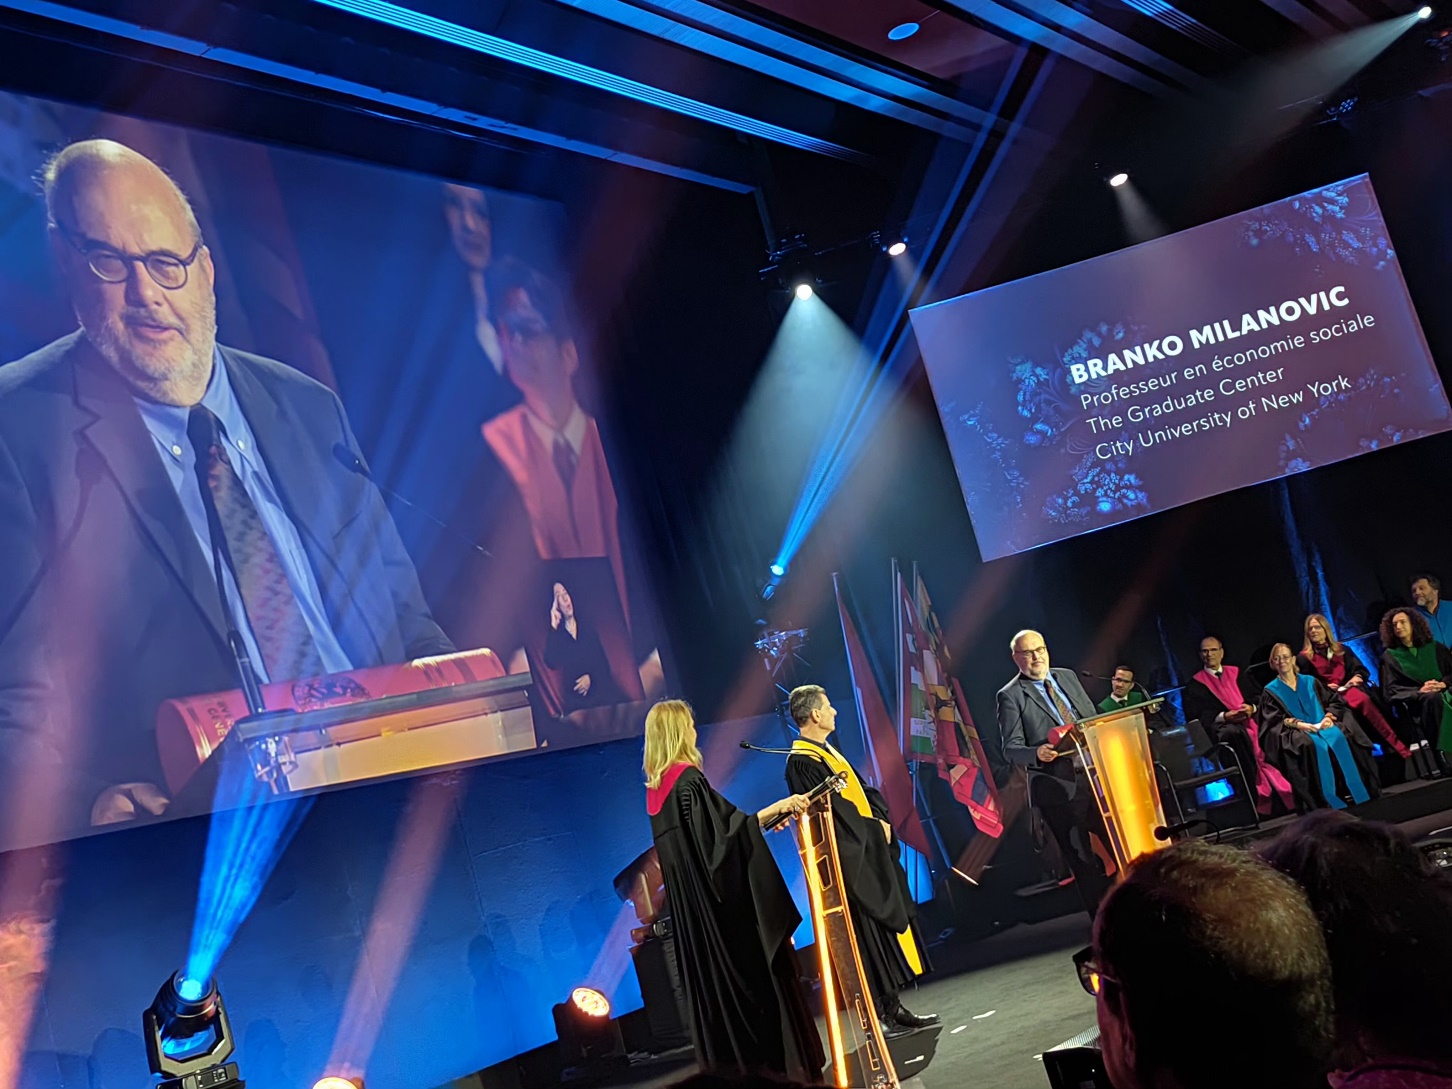 BRANKO MILANOVIC
Professeur en économie sociale
The Graduate Center
City University of New York